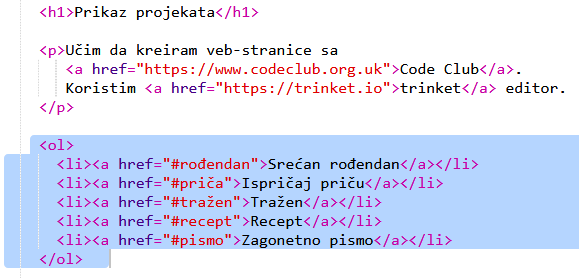 <h1>Prikaz projekata</h1>
<p>Učim da kreiram veb-stranice sa
<a href="https://www.codeclub.org.uk">Code Club</a>.
Koristim <a href="https://trinket.io">trinket</a> editor.
</p>
<ol>
<li><a href="#rođendan">Srećan rođendan</a></li>
<li><a href="#priča">Ispričaj priču</a></li>
<li><a href="#tražen">Tražen</a></li>
<li><a href="#recept">Recept</a></li>
<li><a href="#pismo">Zagonetno pismo</a></li>
</ol>